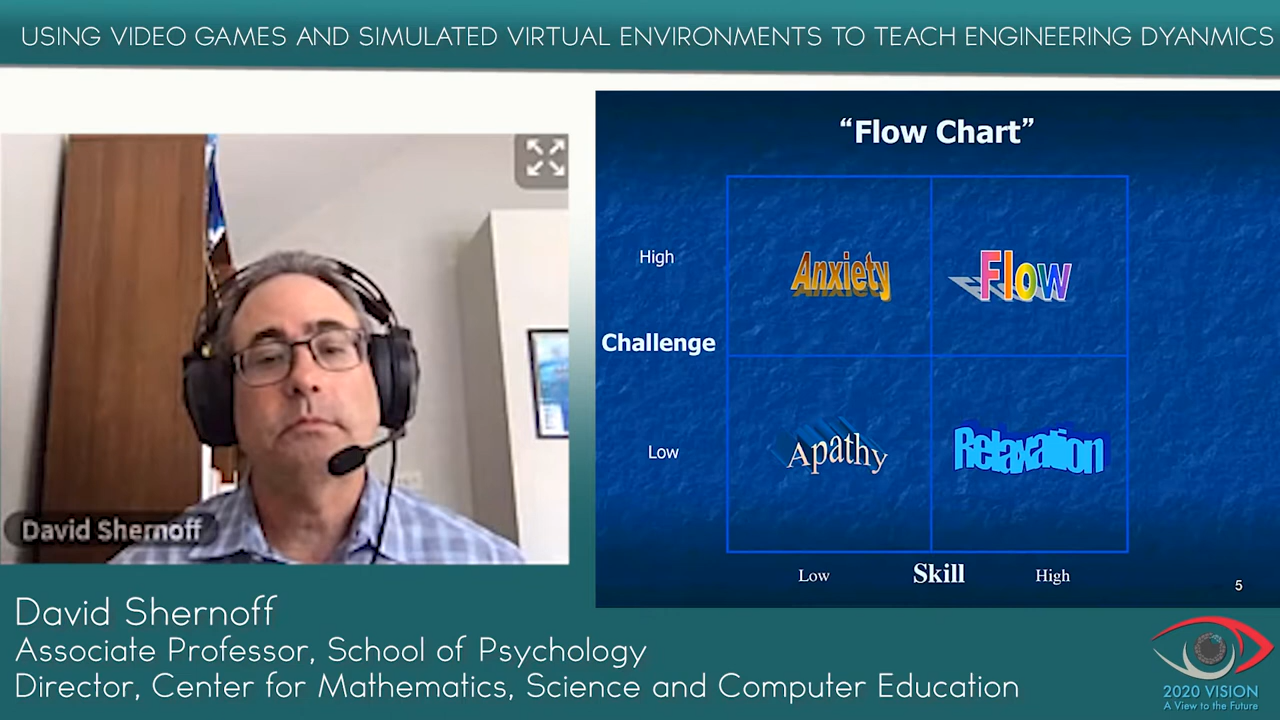 USING VIDEO GAMES AND SIMULATED VIRTUAL ENVIRONMENTS TO TEACH ENGINEERING DYANMICS
David Shernoff
“Flow Chart”
High
Anxiety
Flow
Challenge
Low
Apathy
Relaxation
Low
Skill
High
5
David Shernoff
Associate Professor, School of Psychology
Director, Center for Mathematics, Science and Computer Education
2020 VISION
A View to the Future